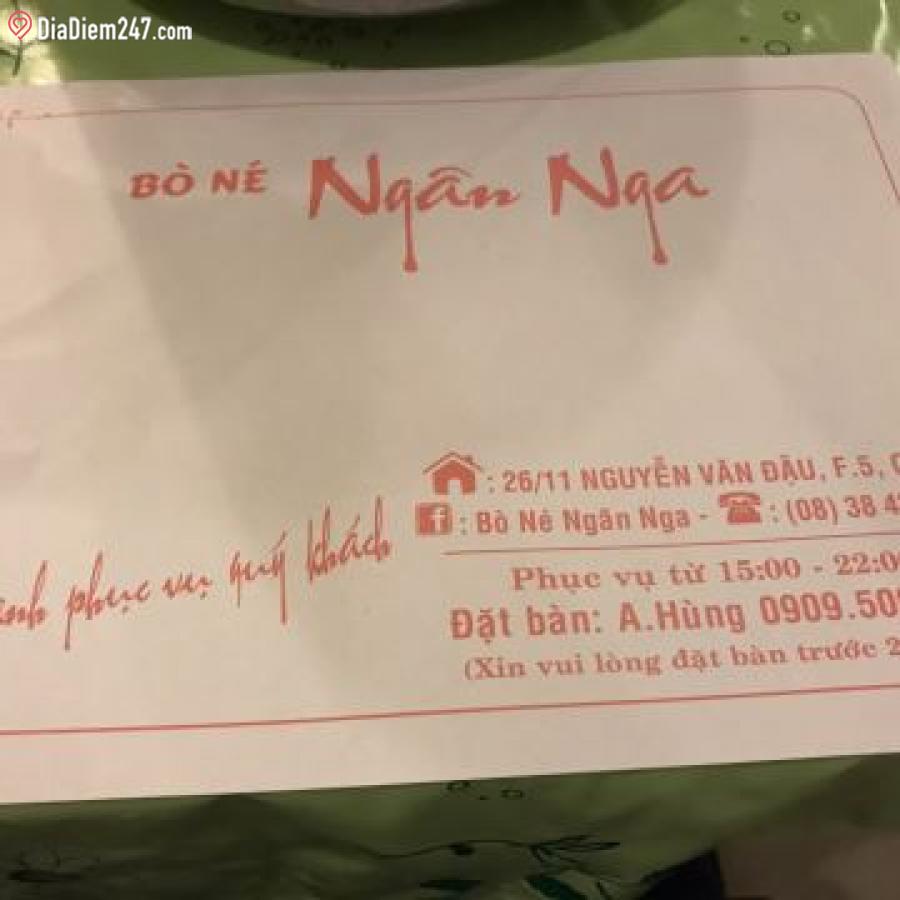 DiaDiem247.com
BÒ NÉ Ngân Nga
: 26/11 NGUYỄN VĂN ĐẬU, F.5,
: Bò Né Ngân Nga - : (08) 38
phục vụ quý khách
Phục vụ từ 15:00 - 22:0
Đặt bàn: A.Hùng 0909.50
(Xin vui lòng đặt bàn trước 2